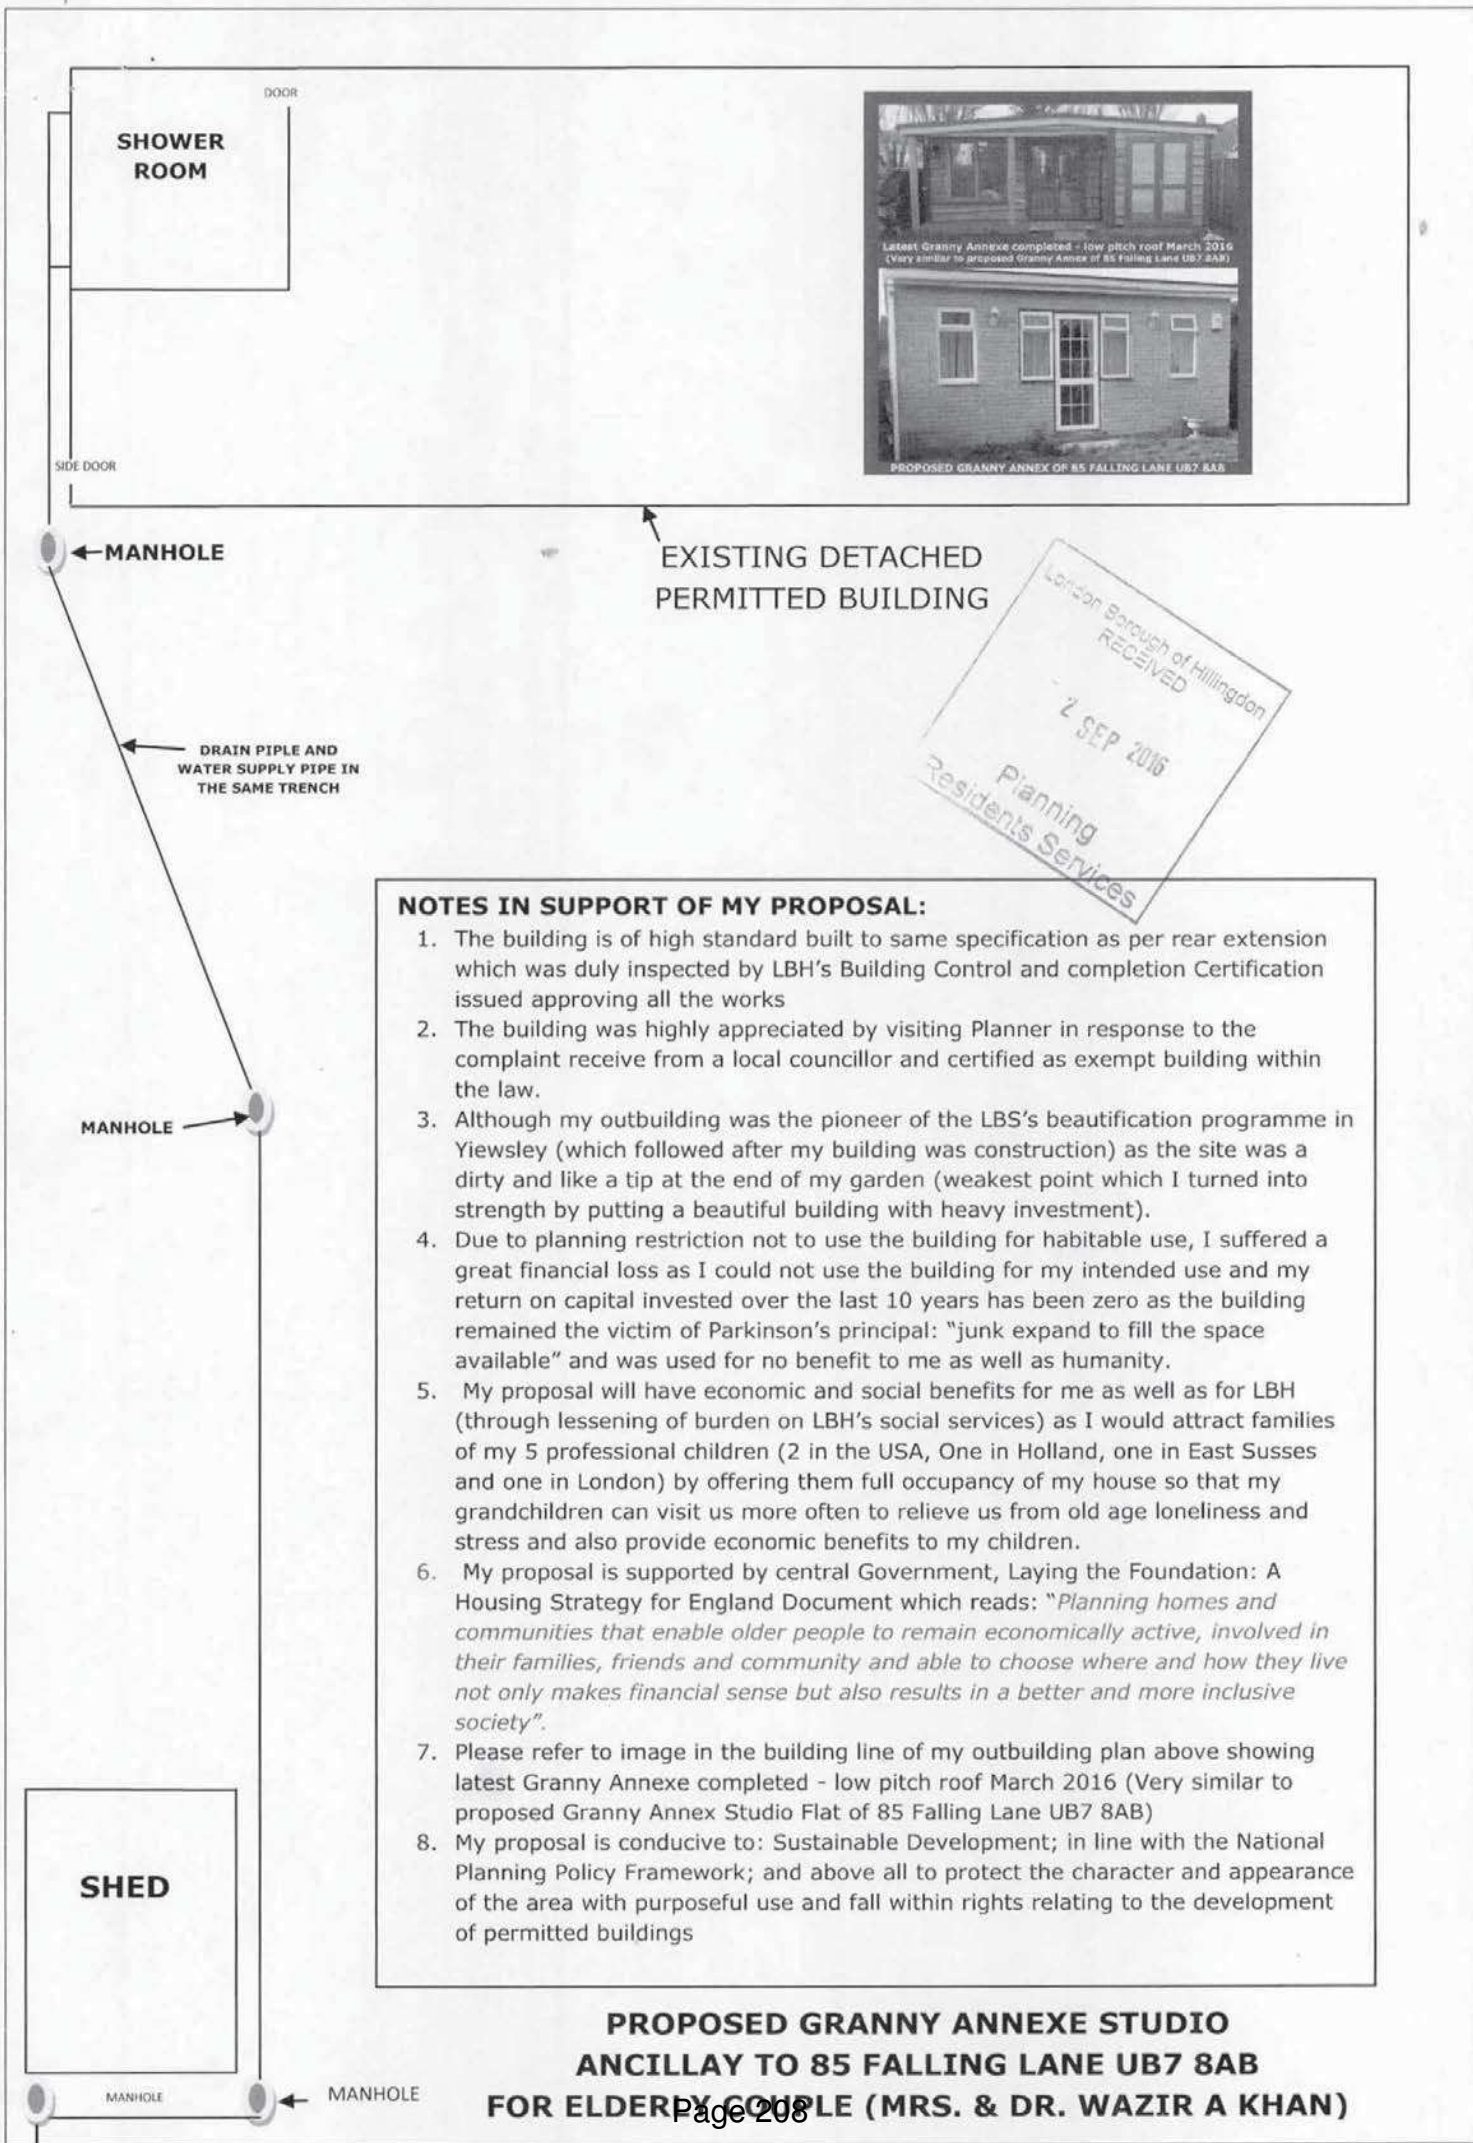 DOOR
SHOWER
ROOM
Latest Granny Annexe completed - low pitch roof March 2016
(Very similar to proposed Granny Annex of 85 Falling Lane UB7 8AB)
PROPOSED GRANNY ANNEX OF 85 FALLING LANE UB7 8AB
SIDE DOOR
MANHOLE
EXISTING DETACHED
PERMITTED BUILDING
London Borough of Hillingdon
RECEIVED
2 SEP 2016
Planning
Residents Services
DRAIN PIPLE AND
WATER SUPPLY PIPE IN
THE SAME TRENCH
MANHOLE
NOTES IN SUPPORT OF MY PROPOSAL:
1. The building is of high standard built to same specification as per rear extension
which was duly inspected by LBH's Building Control and completion Certification
issued approving all the works
2. The building was highly appreciated by visiting Planner in response to the
complaint receive from a local councillor and certified as exempt building within
the law.
3. Although my outbuilding was the pioneer of the LBS's beautification programme in
Yiewsley (which followed after my building was construction) as the site was a
dirty and like a tip at the end of my garden (weakest point which I turned into
strength by putting a beautiful building with heavy investment).
4. Due to planning restriction not to use the building for habitable use, I suffered a
great financial loss as I could not use the building for my intended use and my
return on capital invested over the last 10 years has been zero as the building
remained the victim of Parkinson's principal: "junk expand to fill the space
available" and was used for no benefit to me as well as humanity.
5. My proposal will have economic and social benefits for me as well as for LBH
(through lessening of burden on LBH's social services) as I would attract families
of my 5 professional children (2 in the USA, One in Holland, one in East Susses
and one in London) by offering them full occupancy of my house so that my
grandchildren can visit us more often to relieve us from old age loneliness and
stress and also provide economic benefits to my children.
6. My proposal is supported by central Government, Laying the Foundation: A
Housing Strategy for England Document which reads: "Planning homes and
communities that enable older people to remain economically active, involved in
their families, friends and community and able to choose where and how they live
not only makes financial sense but also results in a better and more inclusive
society".
7. Please refer to image in the building line of my outbuilding plan above showing
latest Granny Annexe completed - low pitch roof March 2016 (Very similar to
proposed Granny Annex Studio Flat of 85 Falling Lane UB7 8AB)
8. My proposal is conducive to: Sustainable Development; in line with the National
Planning Policy Framework; and above all to protect the character and appearance
of the area with purposeful use and fall within rights relating to the development
of permitted buildings
SHED
MANHOLE
MANHOLE
PROPOSED GRANNY ANNEXE STUDIO
ANCILLAY TO 85 FALLING LANE UB7 8AB
FOR ELDERLY COUPLE (MRS. & DR. WAZIR A KHAN)
Page 208